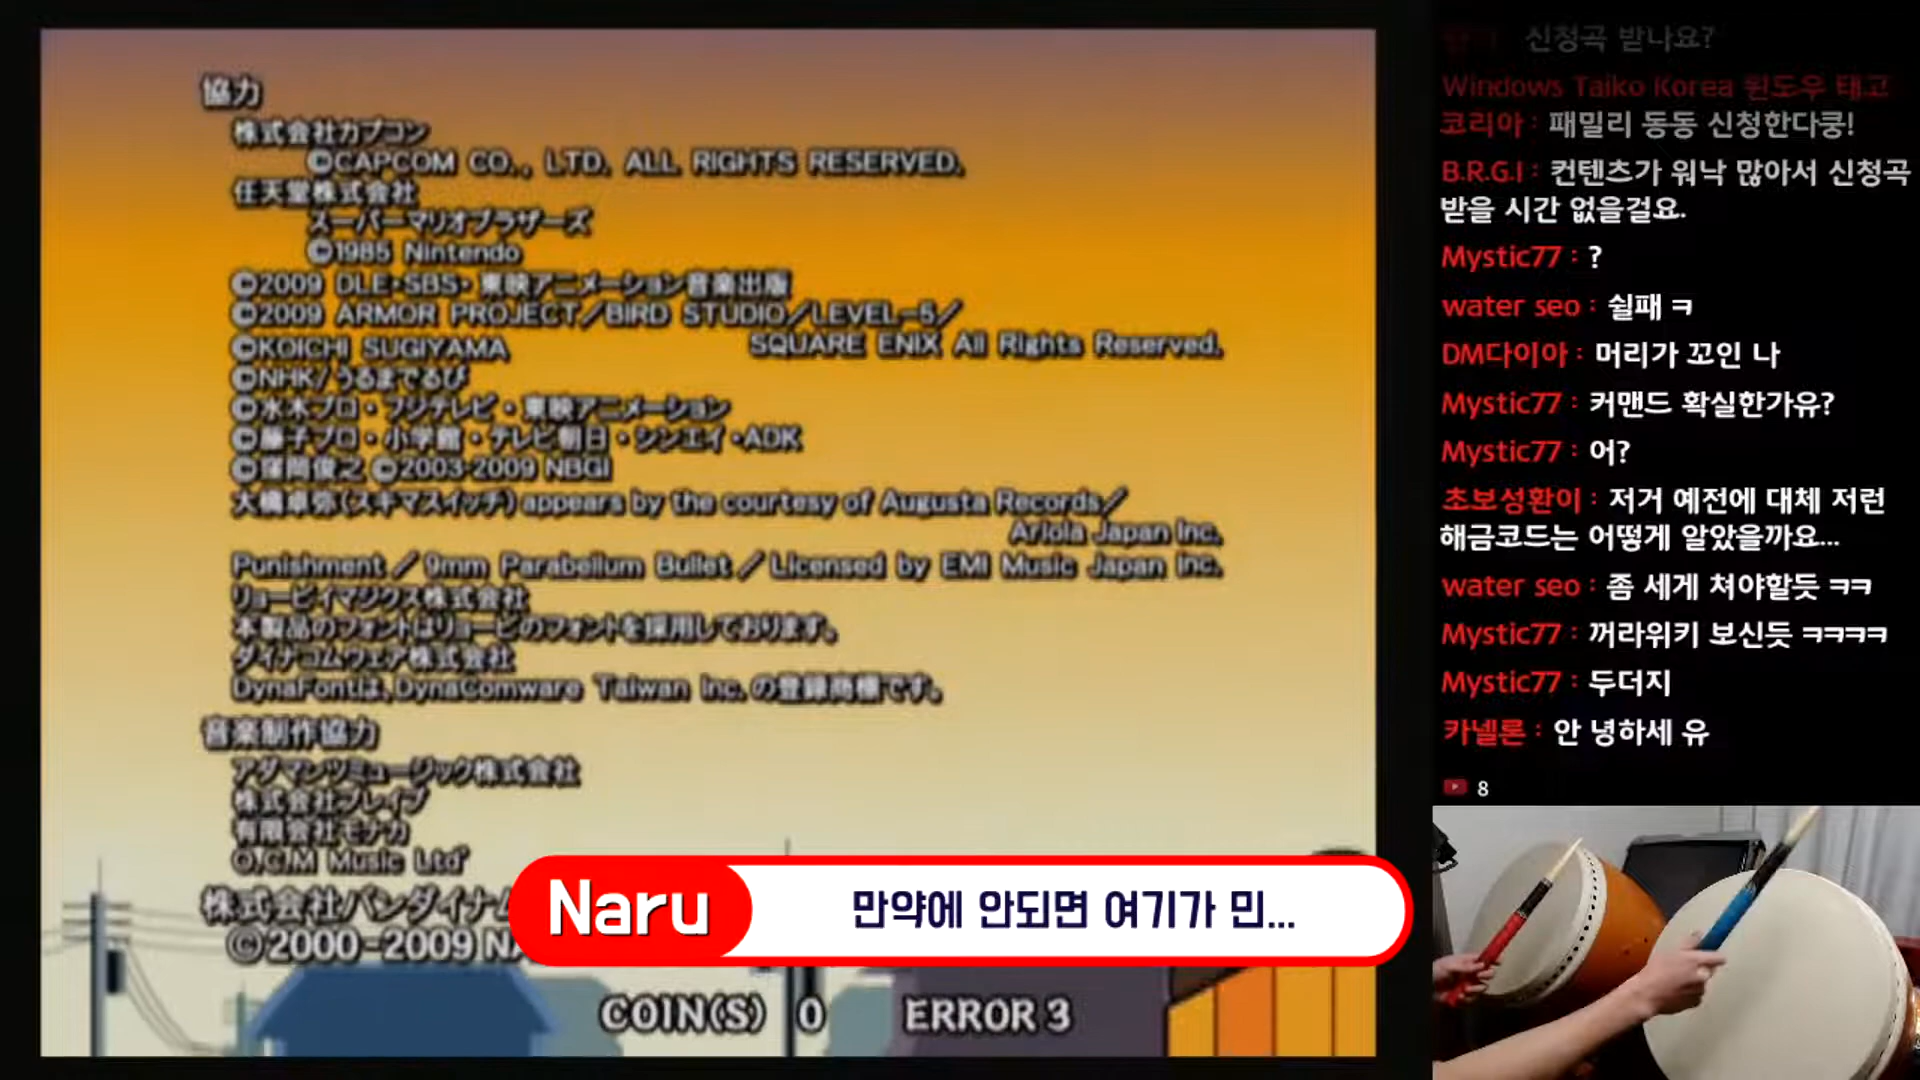 協力
株式会社カプコン
©CAPCOM CO., LTD. ALL RIGHTS RESERVED.
任天堂株式会社
スーパーマリオブラザーズ
©1985 Nintendo
©2009 DLE・SBS・東映アニメーション音楽出版
©2009 ARMOR PROJECT/BIRD STUDIO/LEVEL-5/
SQUARE ENIX All Rights Reserved.
©KOICHI SUGIYAMA
©NHK/うるまでるび
©水木プロ・フジテレビ・東映アニメーション
©藤子プロ・小学館・テレビ朝日・シンエイ・ADK
©窪岡俊之 ©2003-2009 NBGI
大橋卓弥(スキマスイッチ) appears by the courtesy of Augusta Records/
Ariola Japan Inc.
Punishment / 9mm Parabellum Bullet / Licensed by EMI Music Japan Inc.
リョービイマジクス株式会社
本製品のフォントはリョービのフォントを採用しております。
ダイナコムウェア株式会社
DynaFontは、DynaComware Taiwan Inc.の登録商標です。
音楽制作協力
アダマンツミュージック株式会社
株式会社ブレイブ
有限会社モナカ
O.C.M Music Ltd
株式会社バンダイナム
©2000-2009 NA
COIN(S) 0 ERROR 3
Naru 만약에 안되면 여기가 민...
신청곡 받나요?
Windows Taiko Korea 윈도우 태고
코리아 : 패밀리 동동 신청한다쿵!
B.R.G.I : 컨텐츠가 워낙 많아서 신청곡
받을 시간 없을걸요.
Mystic77 : ?
water seo : 쉴패 ㅋ
DM다이아 : 머리가 꼬인 나
Mystic77 : 커맨드 확실한가유?
Mystic77 : 어?
초보성환이 : 저거 예전에 대체 저런
해금코드는 어떻게 알았을까요...
water seo : 좀 세게 쳐야할듯 ㅋㅋ
Mystic77 : 꺼라위키 보신듯 ㅋㅋㅋㅋ
Mystic77 : 두더지
카넬론 : 안 녕하세 유
8